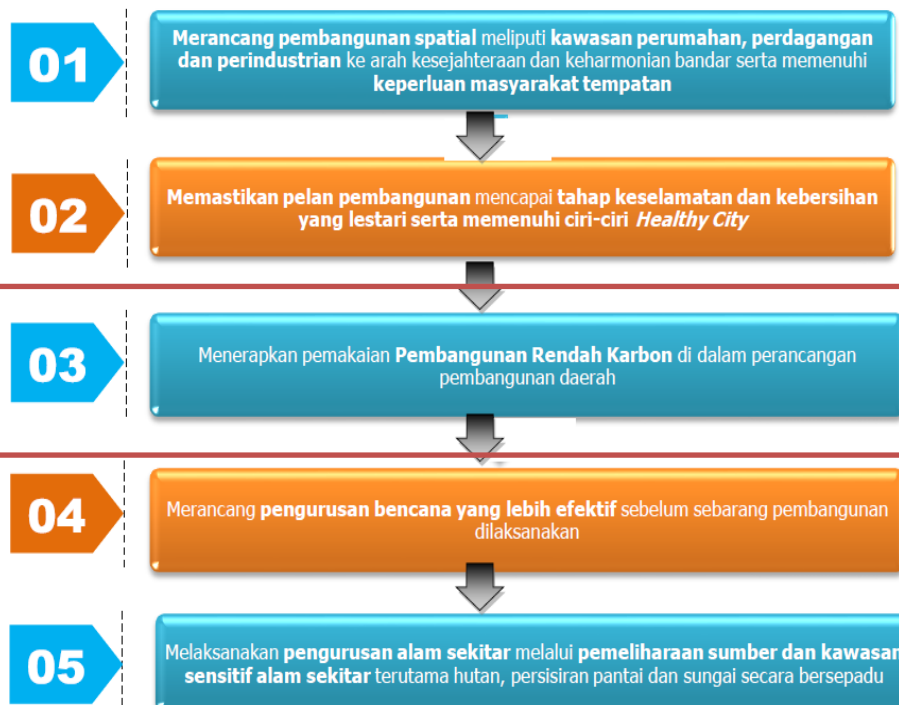 01
Merancang pembangunan spatial meliputi kawasan perumahan, perdagangan
dan perindustrian ke arah kesejahteraan dan keharmonian bandar serta memenuhi
keperluan masyarakat tempatan
02
Memastikan pelan pembangunan mencapai tahap keselamatan dan kebersihan
yang lestari serta memenuhi ciri-ciri Healthy City
03
Menerapkan pemakaian Pembangunan Rendah Karbon di dalam perancangan
pembangunan daerah
04
Merancang pengurusan bencana yang lebih efektif sebelum sebarang pembangunan
dilaksanakan
05
Melaksanakan pengurusan alam sekitar melalui pemeliharaan sumber dan kawasan
sensitif alam sekitar terutama hutan, persisiran pantai dan sungai secara bersepadu